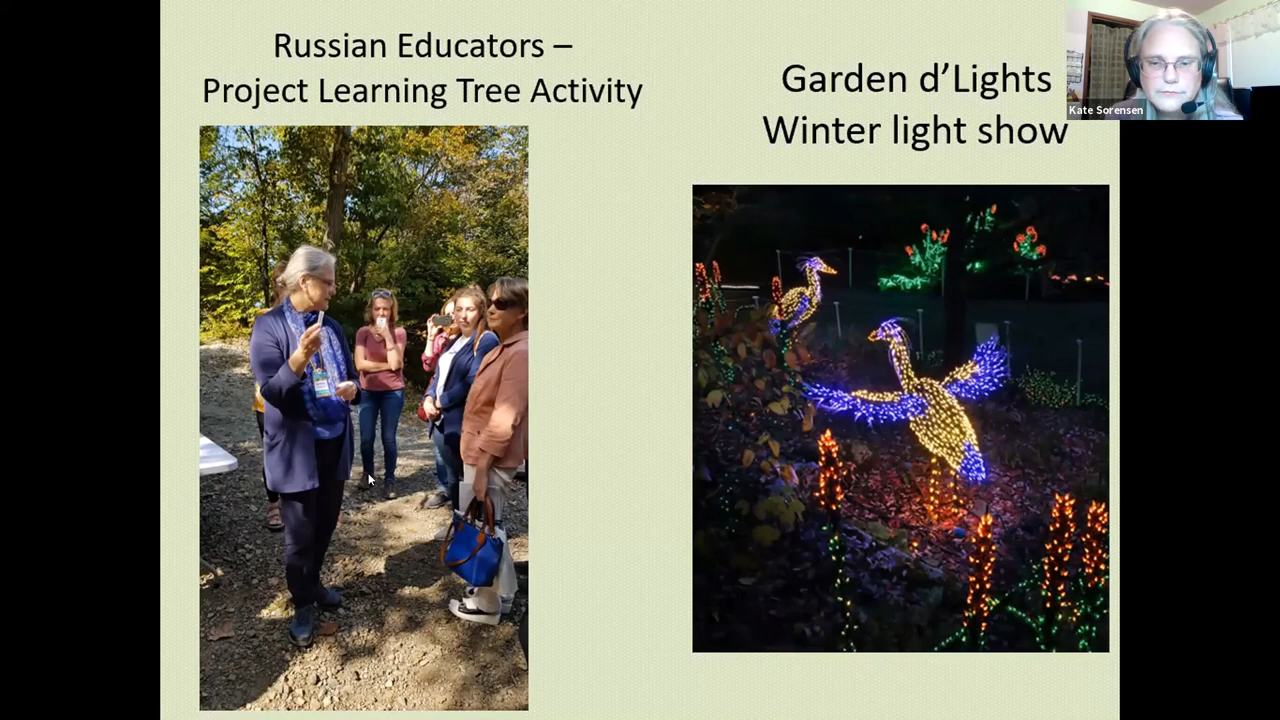 Russian Educators –
Project Learning Tree Activity
Garden d’Lights
Winter light show
Kate Sorensen